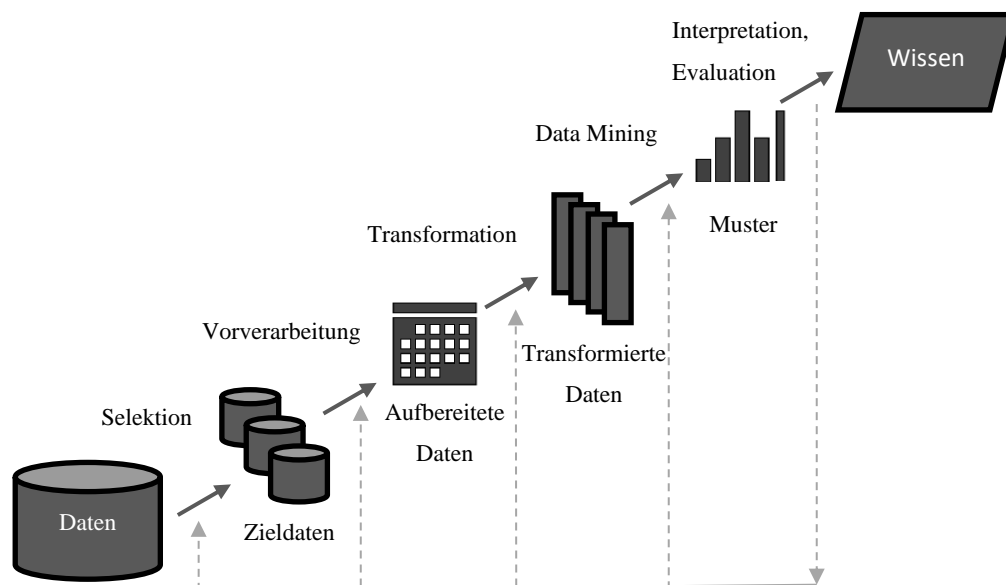 Interpretation,
Evaluation
Wissen
Data Mining
Muster
Transformation
Transformierte
Daten
Vorverarbeitung
Aufbereitete
Daten
Selektion
Zieldaten
Daten